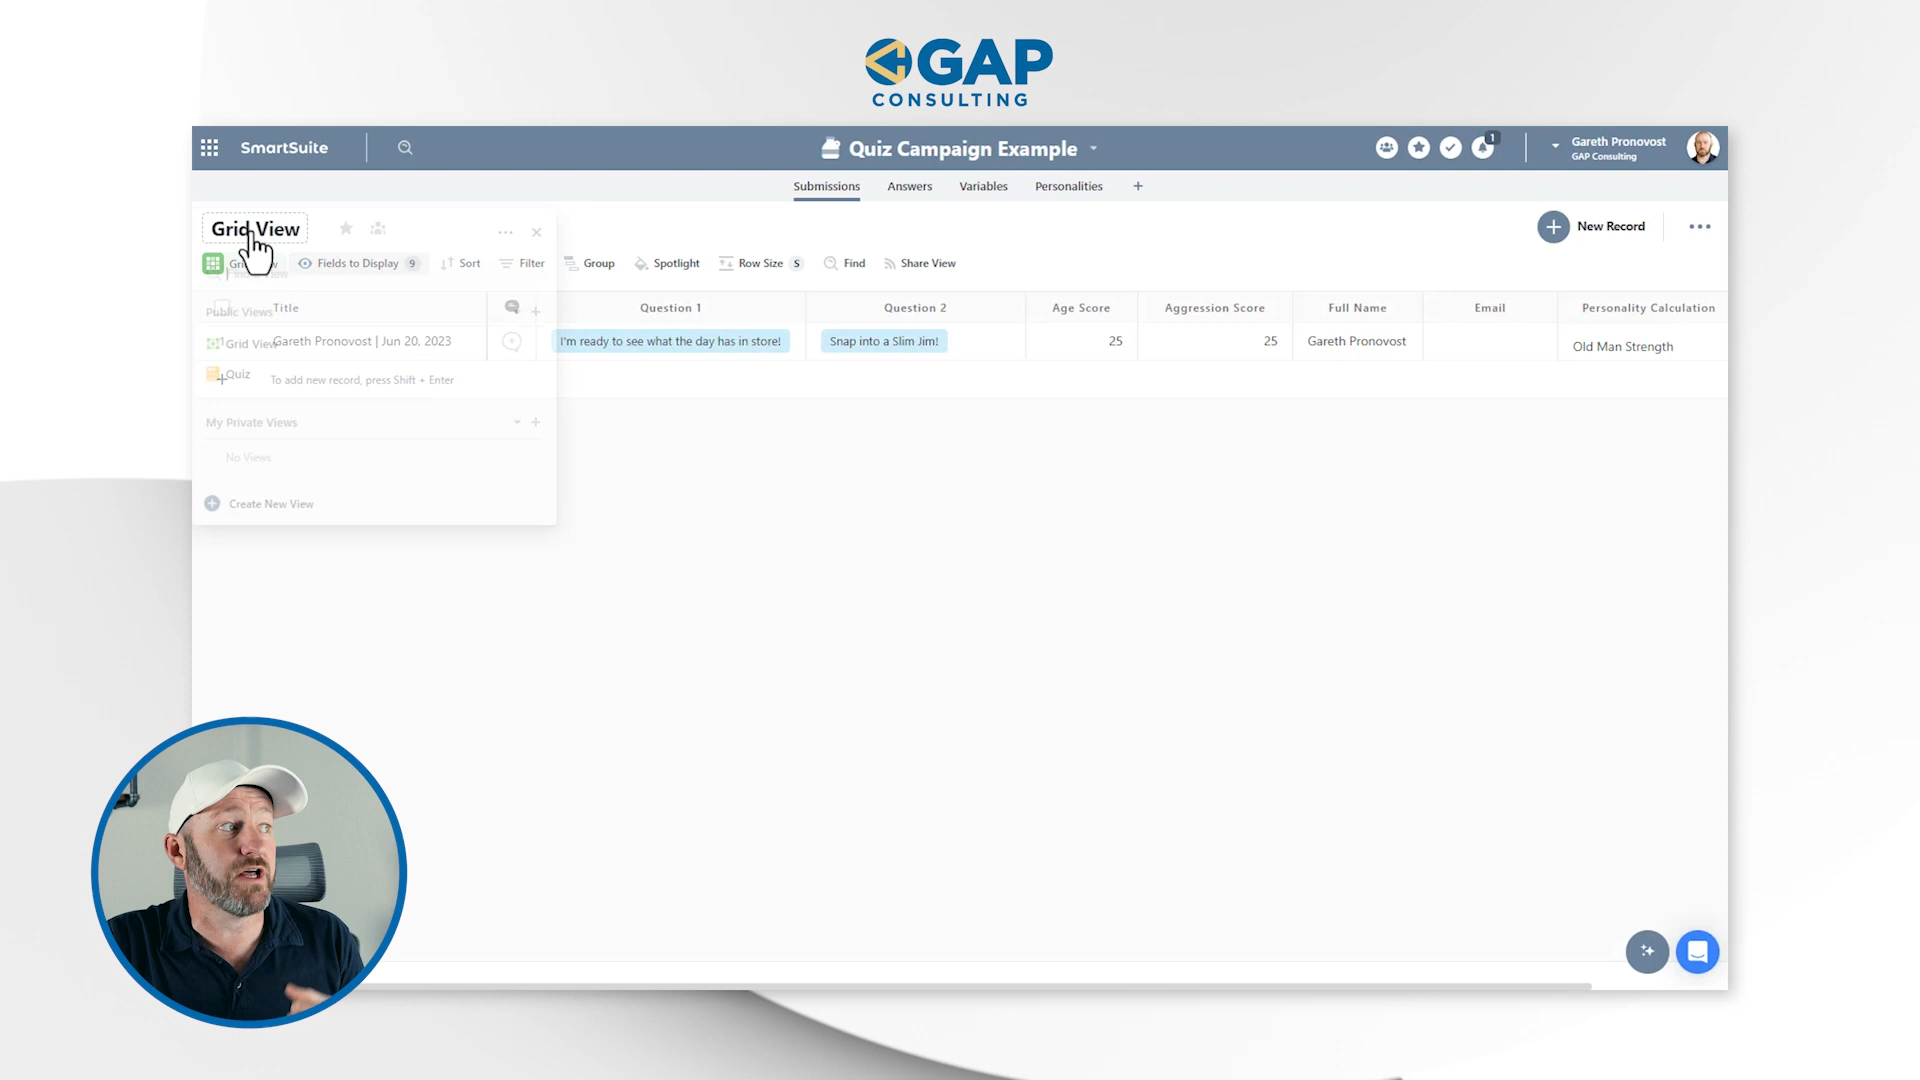 GAP
CONSULTING
SmartSuite
Quiz Campaign Example
1
Gareth Pronovost
GAP Consulting
Submissions
Answers
Variables
Personalities
Grid View
New Record
Fields to Display 9
Sort
Filter
Group
Spotlight
Row Size S
Find
Share View
Title
Question 1
Question 2
Age Score
Aggression Score
Full Name
Email
Personality Calculation
Public Views
1
Gareth Pronovost | Jun 20, 2023
I'm ready to see what the day has in store!
Snap into a Slim Jim!
25
25
Gareth Pronovost
Old Man Strength
Grid View
Quiz
To add new record, press Shift + Enter
My Private Views
No Views
Create New View